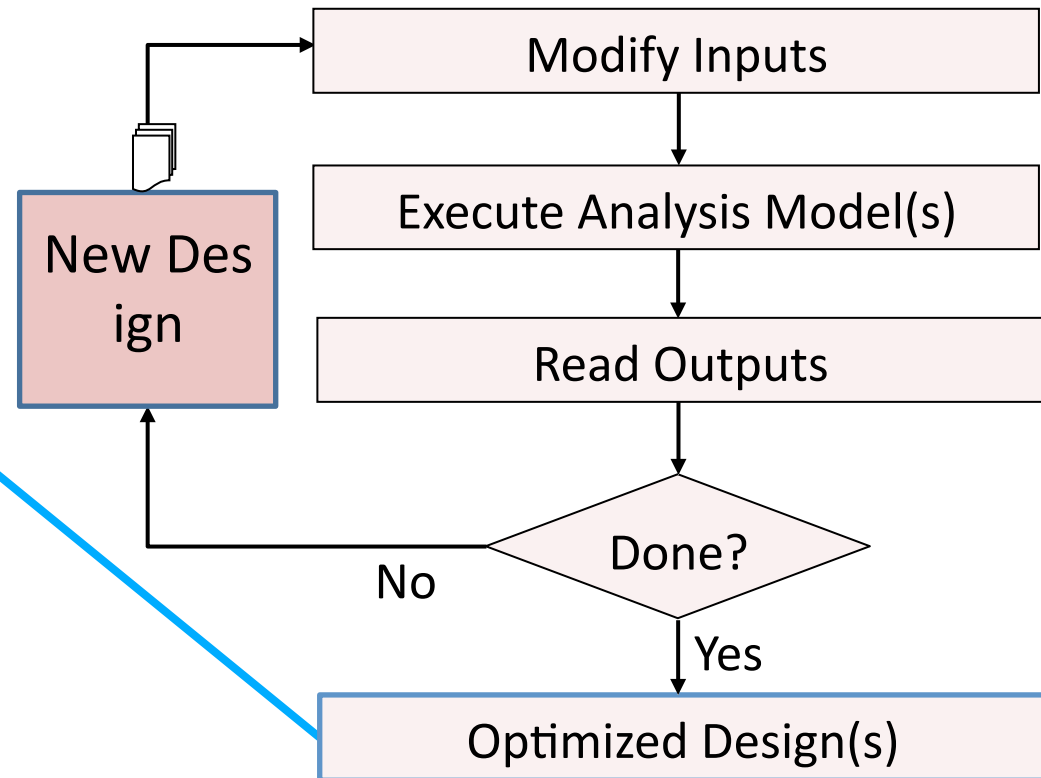 Modify Inputs
Execute Analysis Model(s)
New Des
ign
Read Outputs
Done?
No
Yes
Optimized Design(s)